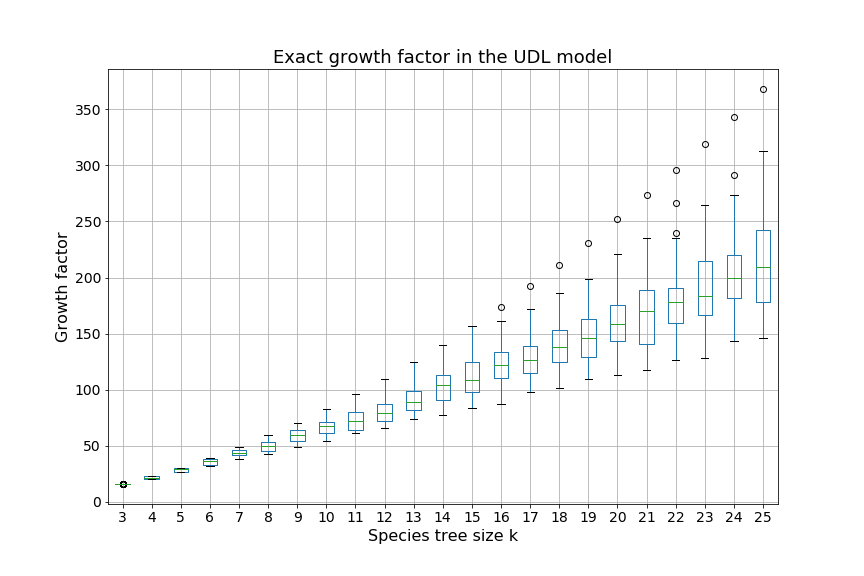 Exact growth factor in the UDL model
Growth factor
350
300
250
200
150
100
50
0
3 4 5 6 7 8 9 10 11 12 13 14 15 16 17 18 19 20 21 22 23 24 25
Species tree size k